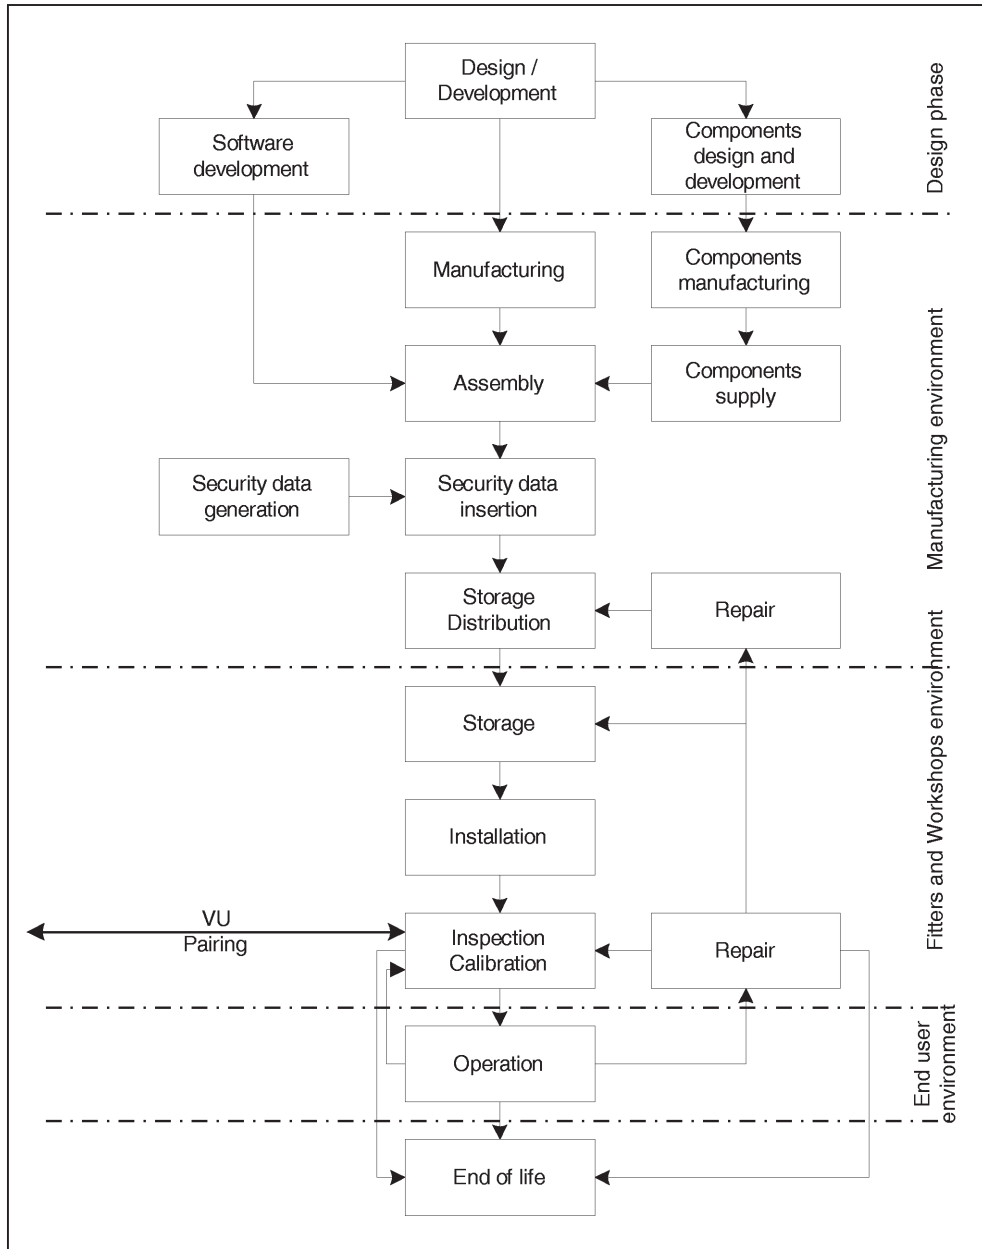 Design /
Development
Software
development
Components
design and
development
Design phase
Manufacturing
Components
manufacturing
Assembly
Components
supply
Manufacturing environment
Security data
generation
Security data
insertion
Storage
Distribution
Repair
Storage
Installation
Fitters and Workshops environment
VU
Pairing
Inspection
Calibration
Repair
Operation
End user
environment
End of life